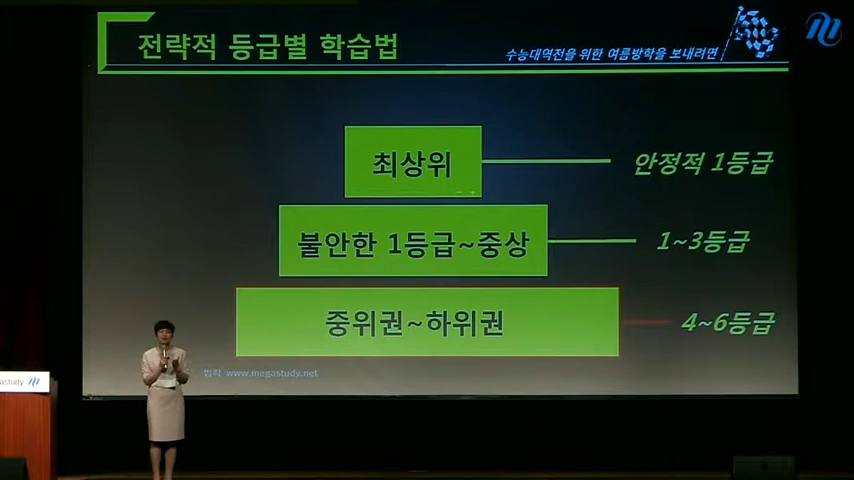 전략적 등급별 학습법
수능대역전을 위한 여름방학을 보내려면
최상위
안정적 1등급
불안한 1등급~중상
1~3등급
중위권~하위권
4~6등급
www.megastudy.net